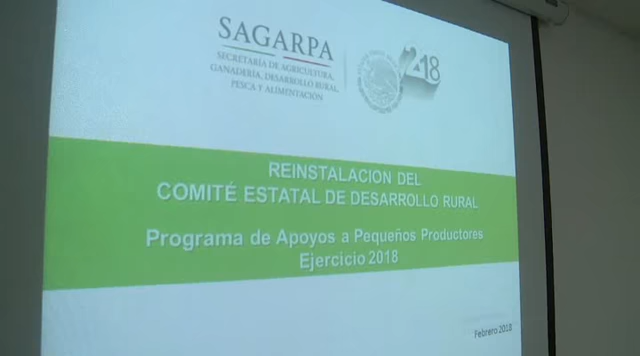 SAGARPA
SECRETARÍA DE AGRICULTURA,
GANADERÍA, DESARROLLO RURAL,
PESCA Y ALIMENTACIÓN
2018
REINSTALACION DEL
COMITÉ ESTATAL DE DESARROLLO RURAL
Programa de Apoyos a Pequeños Productores
Ejercicio 2018
Febrero 2018